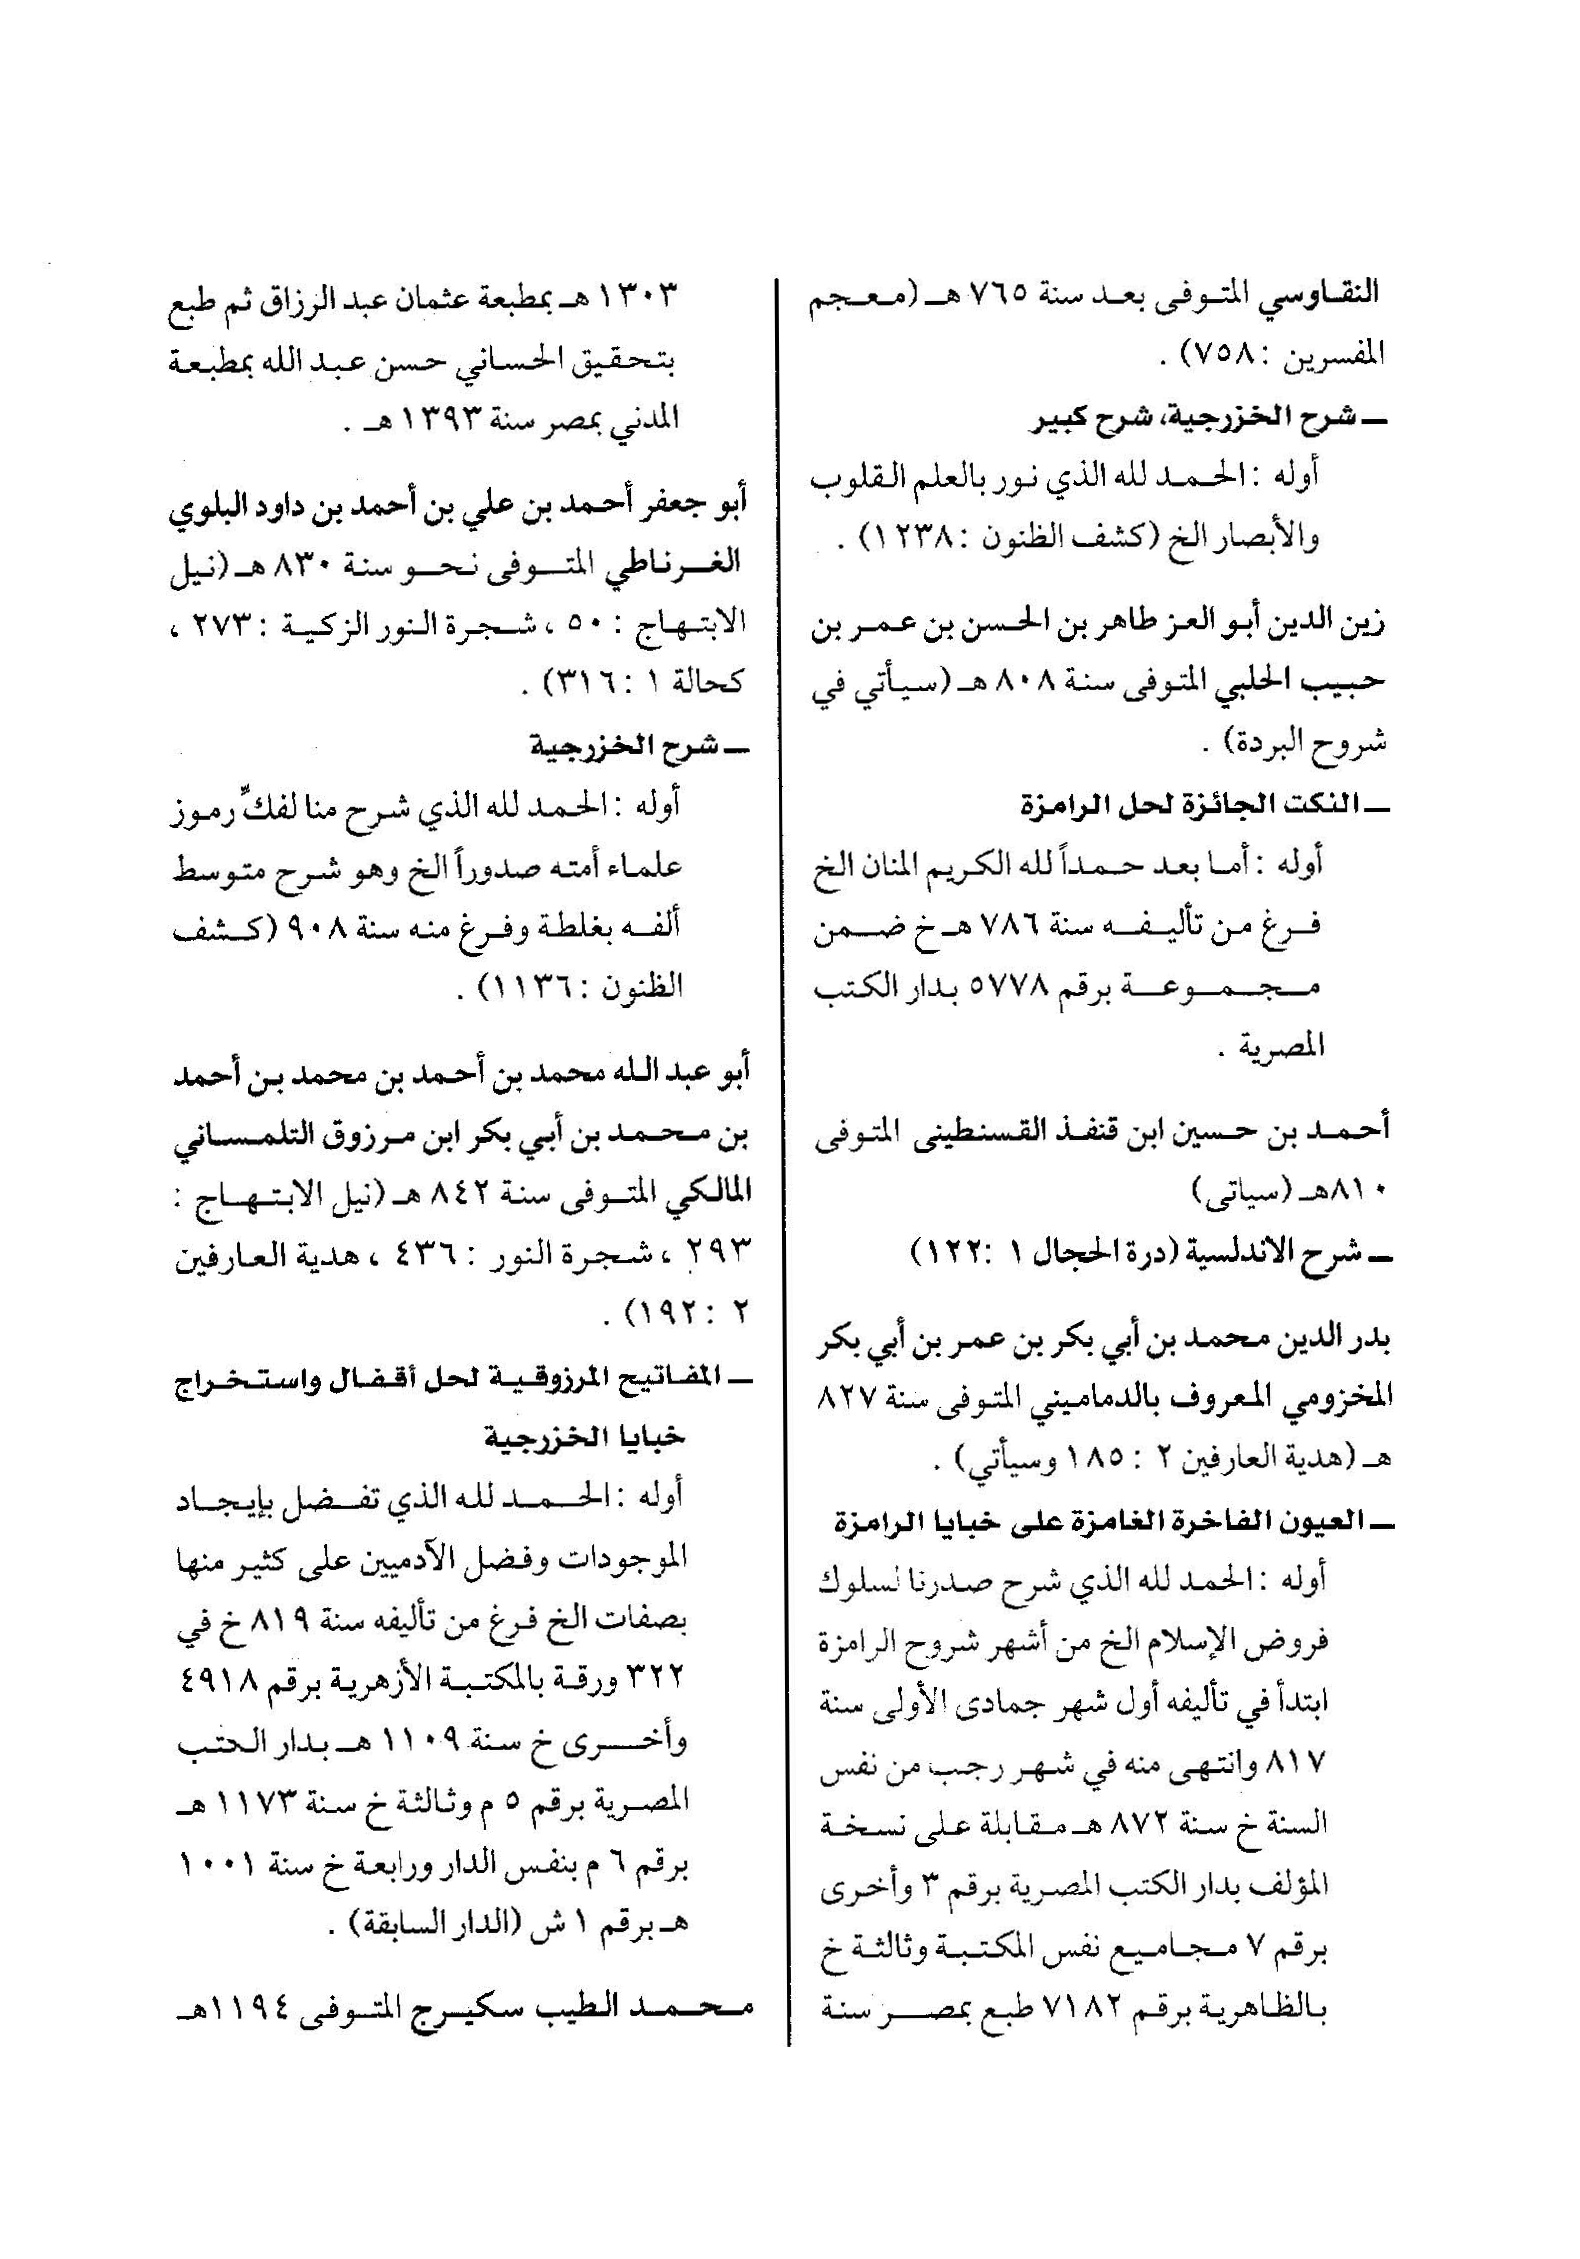 النقاوسي المتوفى بعد سنة ٧٦٥ هـ (معجم
المفسرين : ٧٥٨) .
ـ شرح الخزرجية، شرح كبير
أوله : الحمد لله الذي نور بالعلم القلوب
والأبصار الخ (كشف الظنون : ١٢٣٨) .
زين الدين أبو العز طاهر بن الحسن بن عمر بن
حبيب الحلبي المتوفى سنة ٨٠٨ هـ (سيأتي في
شروح البردة) .
ـ النكت الجائزة لحل الرامزة
أوله : أما بعد حمداً لله الكريم المنان الخ
فرغ من تأليفه سنة ٧٨٦ هـ خ ضمن
مجموعة برقم ٥٧٧٨ بدار الكتب
المصرية .
أحمد بن حسين ابن قنفذ القسنطينى المتوفى
٨١٠هـ (سياتى)
ـ شرح الاندلسية (درة الحجال ١ : ١٢٢)
بدر الدين محمد بن أبي بكر بن عمر بن أبي بكر
المخزومي المعروف بالدماميني المتوفى سنة ٨٢٧
هـ (هدية العارفين ٢ : ١٨٥ وسيأتي) .
ـ العيون الفاخرة الغامزة على خبايا الرامزة
أوله : الحمد لله الذي شرح صدرنا لسلوك
فروض الإسلام الخ من أشهر شروح الرامزة
ابتدأ في تأليفه أول شهر جمادى الأولى سنة
٨١٧ وانتهى منه في شهر رجب من نفس
السنة خ سنة ٨٧٢ هـ مقابلة على نسخة
المؤلف بدار الكتب المصرية برقم ٣ وأخرى
برقم ٧ مجاميع نفس المكتبة وثالثة خ
بالظاهرية برقم ٧١٨٢ طبع بمصر سنة
١٣٠٣ هـ بمطبعة عثمان عبد الرزاق ثم طبع
بتحقيق الحساني حسن عبد الله بمطبعة
المدني بمصر سنة ١٣٩٣ هـ .
أبو جعفر أحمد بن علي بن أحمد بن داود البلوي
الغرناطي المتوفى نحو سنة ٨٣٠ هـ (نيل
الابتهاج : ٥٠ ، شجرة النور الزكية : ٢٧٣ ،
كحالة ١ : ٣١٦) .
ـ شرح الخزرجية
أوله : الحمد لله الذي شرح منا لفكٍّ رموز
علماء أمته صدوراً الخ وهو شرح متوسط
ألفه بغلطة وفرغ منه سنة ٩٠٨ (كشف
الظنون : ١١٣٦) .
أبو عبد الله محمد بن أحمد بن محمد بن أحمد
بن محمد بن أبي بكر ابن مرزوق التلمساني
المالكي المتوفى سنة ٨٤٢ هـ (نيل الابتهاج :
٢٩٣ ، شجرة النور : ٤٣٦ ، هدية العارفين
٢ : ١٩٢) .
ـ المفاتيح المرزوقية لحل أقفال واستخراج
خبايا الخزرجية
أوله : الحمد لله الذي تفضل بإيجاد
الموجودات وفضل الآدميين على كثير منها
بصفات الخ فرغ من تأليفه سنة ٨١٩ خ في
٣٢٢ ورقة بالمكتبة الأزهرية برقم ٤٩١٨
وأخرى خ سنة ١١٠٩ هـ بدار الحتب
المصرية برقم ٥ م وثالثة خ سنة ١١٧٣ هـ
برقم ٦ م بنفس الدار ورابعة خ سنة ١٠٠١
هـ برقم ١ ش (الدار السابقة) .
محمد الطيب سكيرج المتوفى ١١٩٤هـ